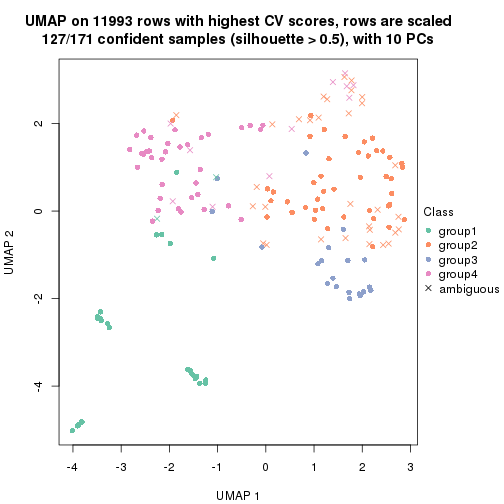 UMAP on 11993 rows with highest CV scores, rows are scaled
127/171 confident samples (silhouette > 0.5), with 10 PCs
2
0
-2
-4
UMAP 2
-4 -3 -2 -1 0 1 2 3
UMAP 1
Class
group1
group2
group3
group4
ambiguous